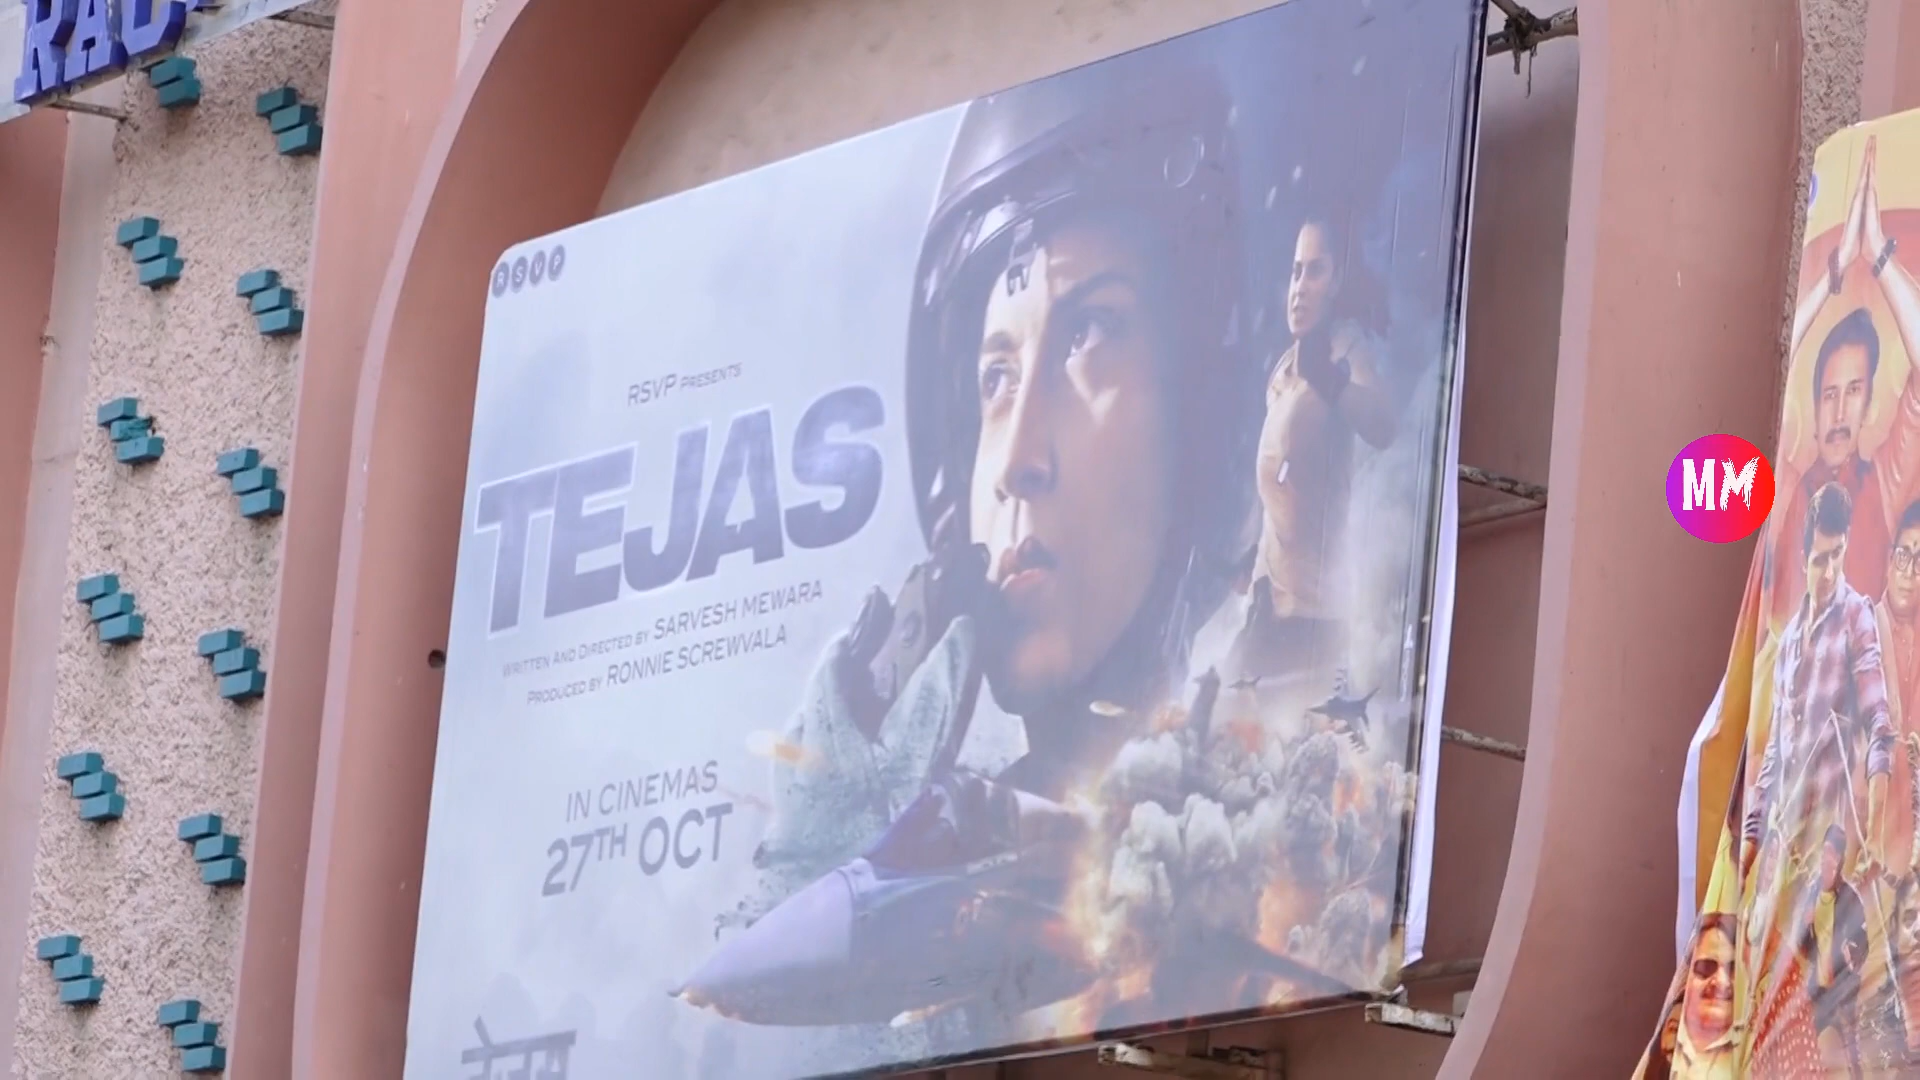 RSVP
RSVP PRESENTS
TEJAS
WRITTEN AND DIRECTED BY SARVESH MEWARA
PRODUCED BY RONNIE SCREWVALA
IN CINEMAS
27TH OCT
तेजस
MM